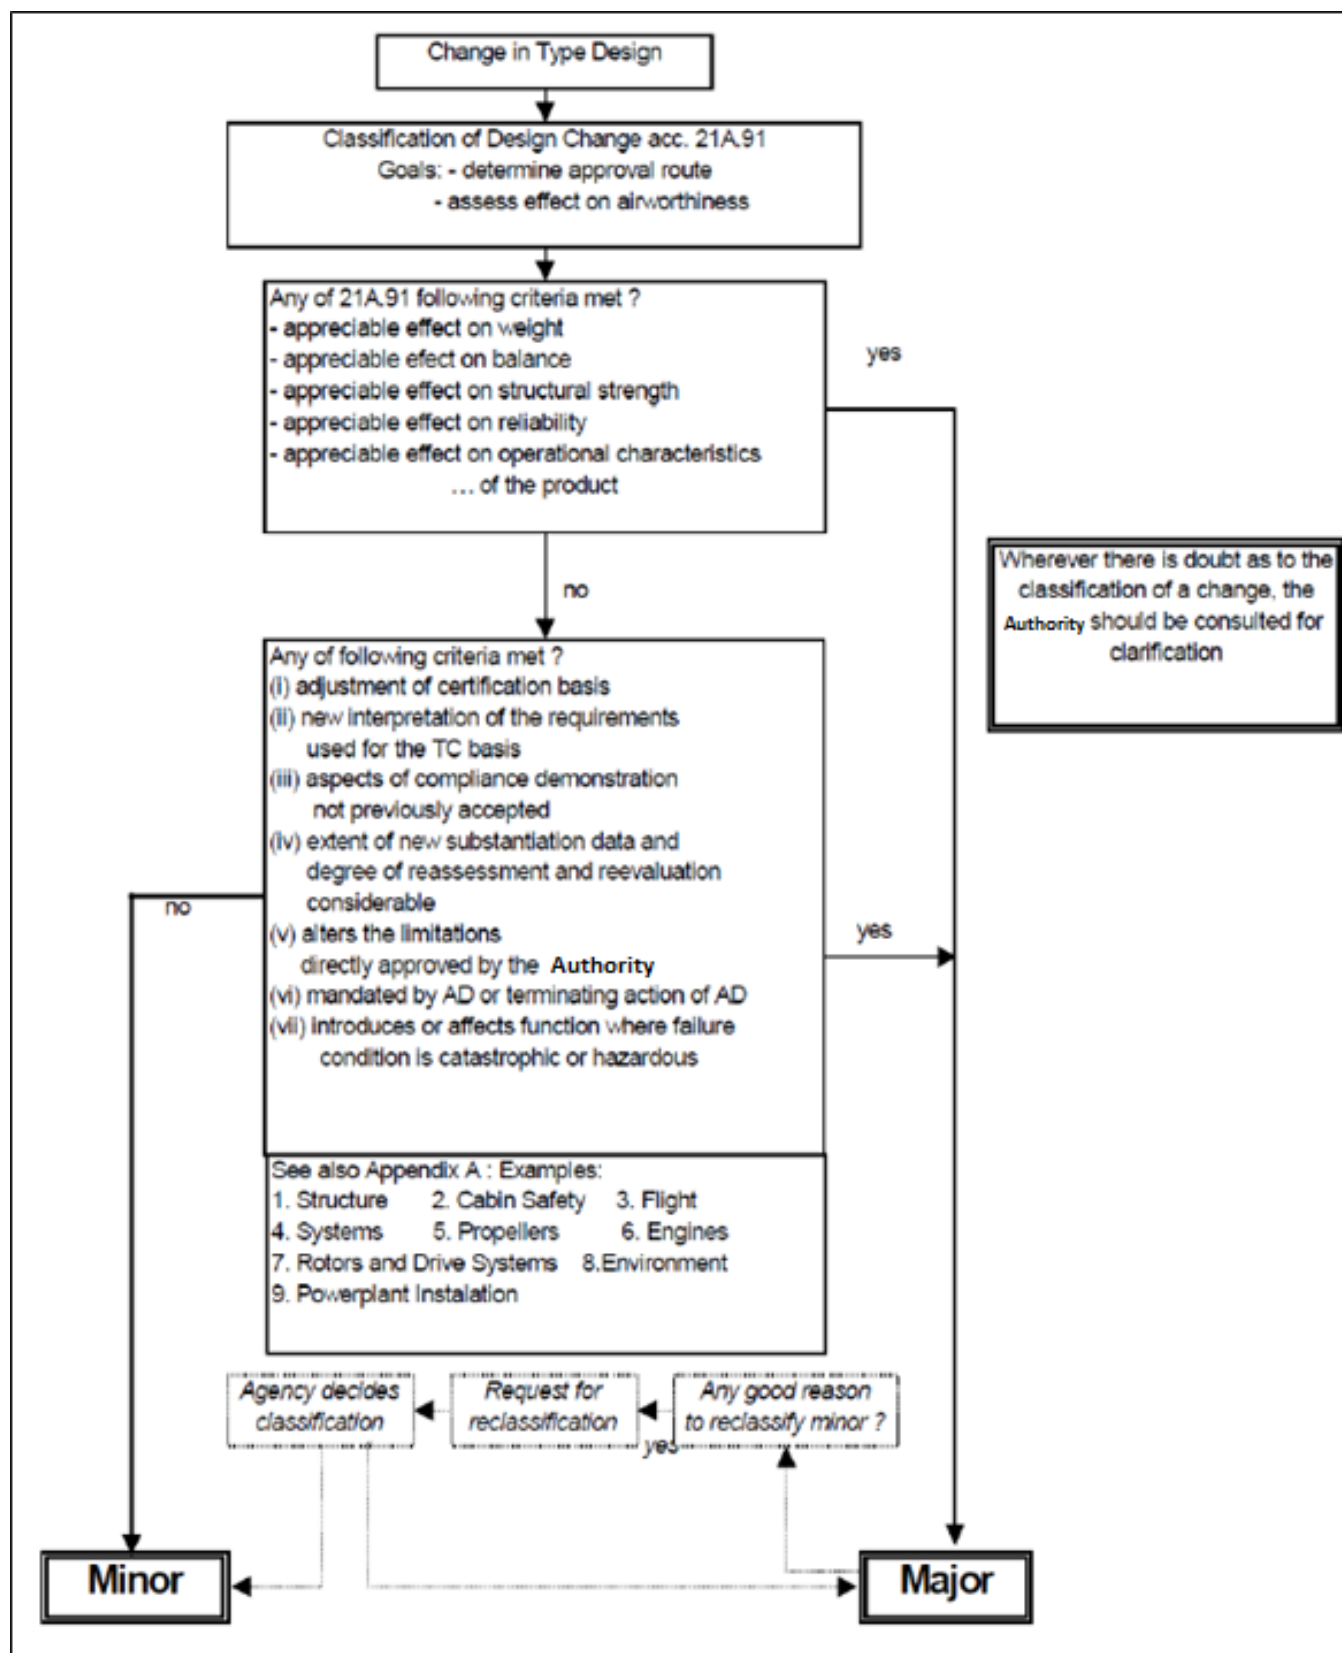 Change in Type Design
Classification of Design Change acc. 21A.91
Goals: - determine approval route
- assess effect on airworthiness
Any of 21A.91 following criteria met ?
- appreciable effect on weight
- appreciable efect on balance
- appreciable effect on structural strength
- appreciable effect on reliability
- appreciable effect on operational characteristics
... of the product
yes
no
Wherever there is doubt as to the
classification of a change, the
Authority should be consulted for
clarification
Any of following criteria met ?
(i) adjustment of certification basis
(ii) new interpretation of the requirements
used for the TC basis
(iii) aspects of compliance demonstration
not previously accepted
(iv) extent of new substantiation data and
degree of reassessment and reevaluation
considerable
(v) alters the limitations
directly approved by the Authority
(vi) mandated by AD or terminating action of AD
(vii) introduces or affects function where failure
condition is catastrophic or hazardous
no
yes
See also Appendix A : Examples:
1. Structure 2. Cabin Safety 3. Flight
4. Systems 5. Propellers 6. Engines
7. Rotors and Drive Systems 8.Environment
9. Powerplant Instalation
Agency decides
classification
Request for
reclassification
Any good reason
to reclassify minor ?
yes
Minor
Major